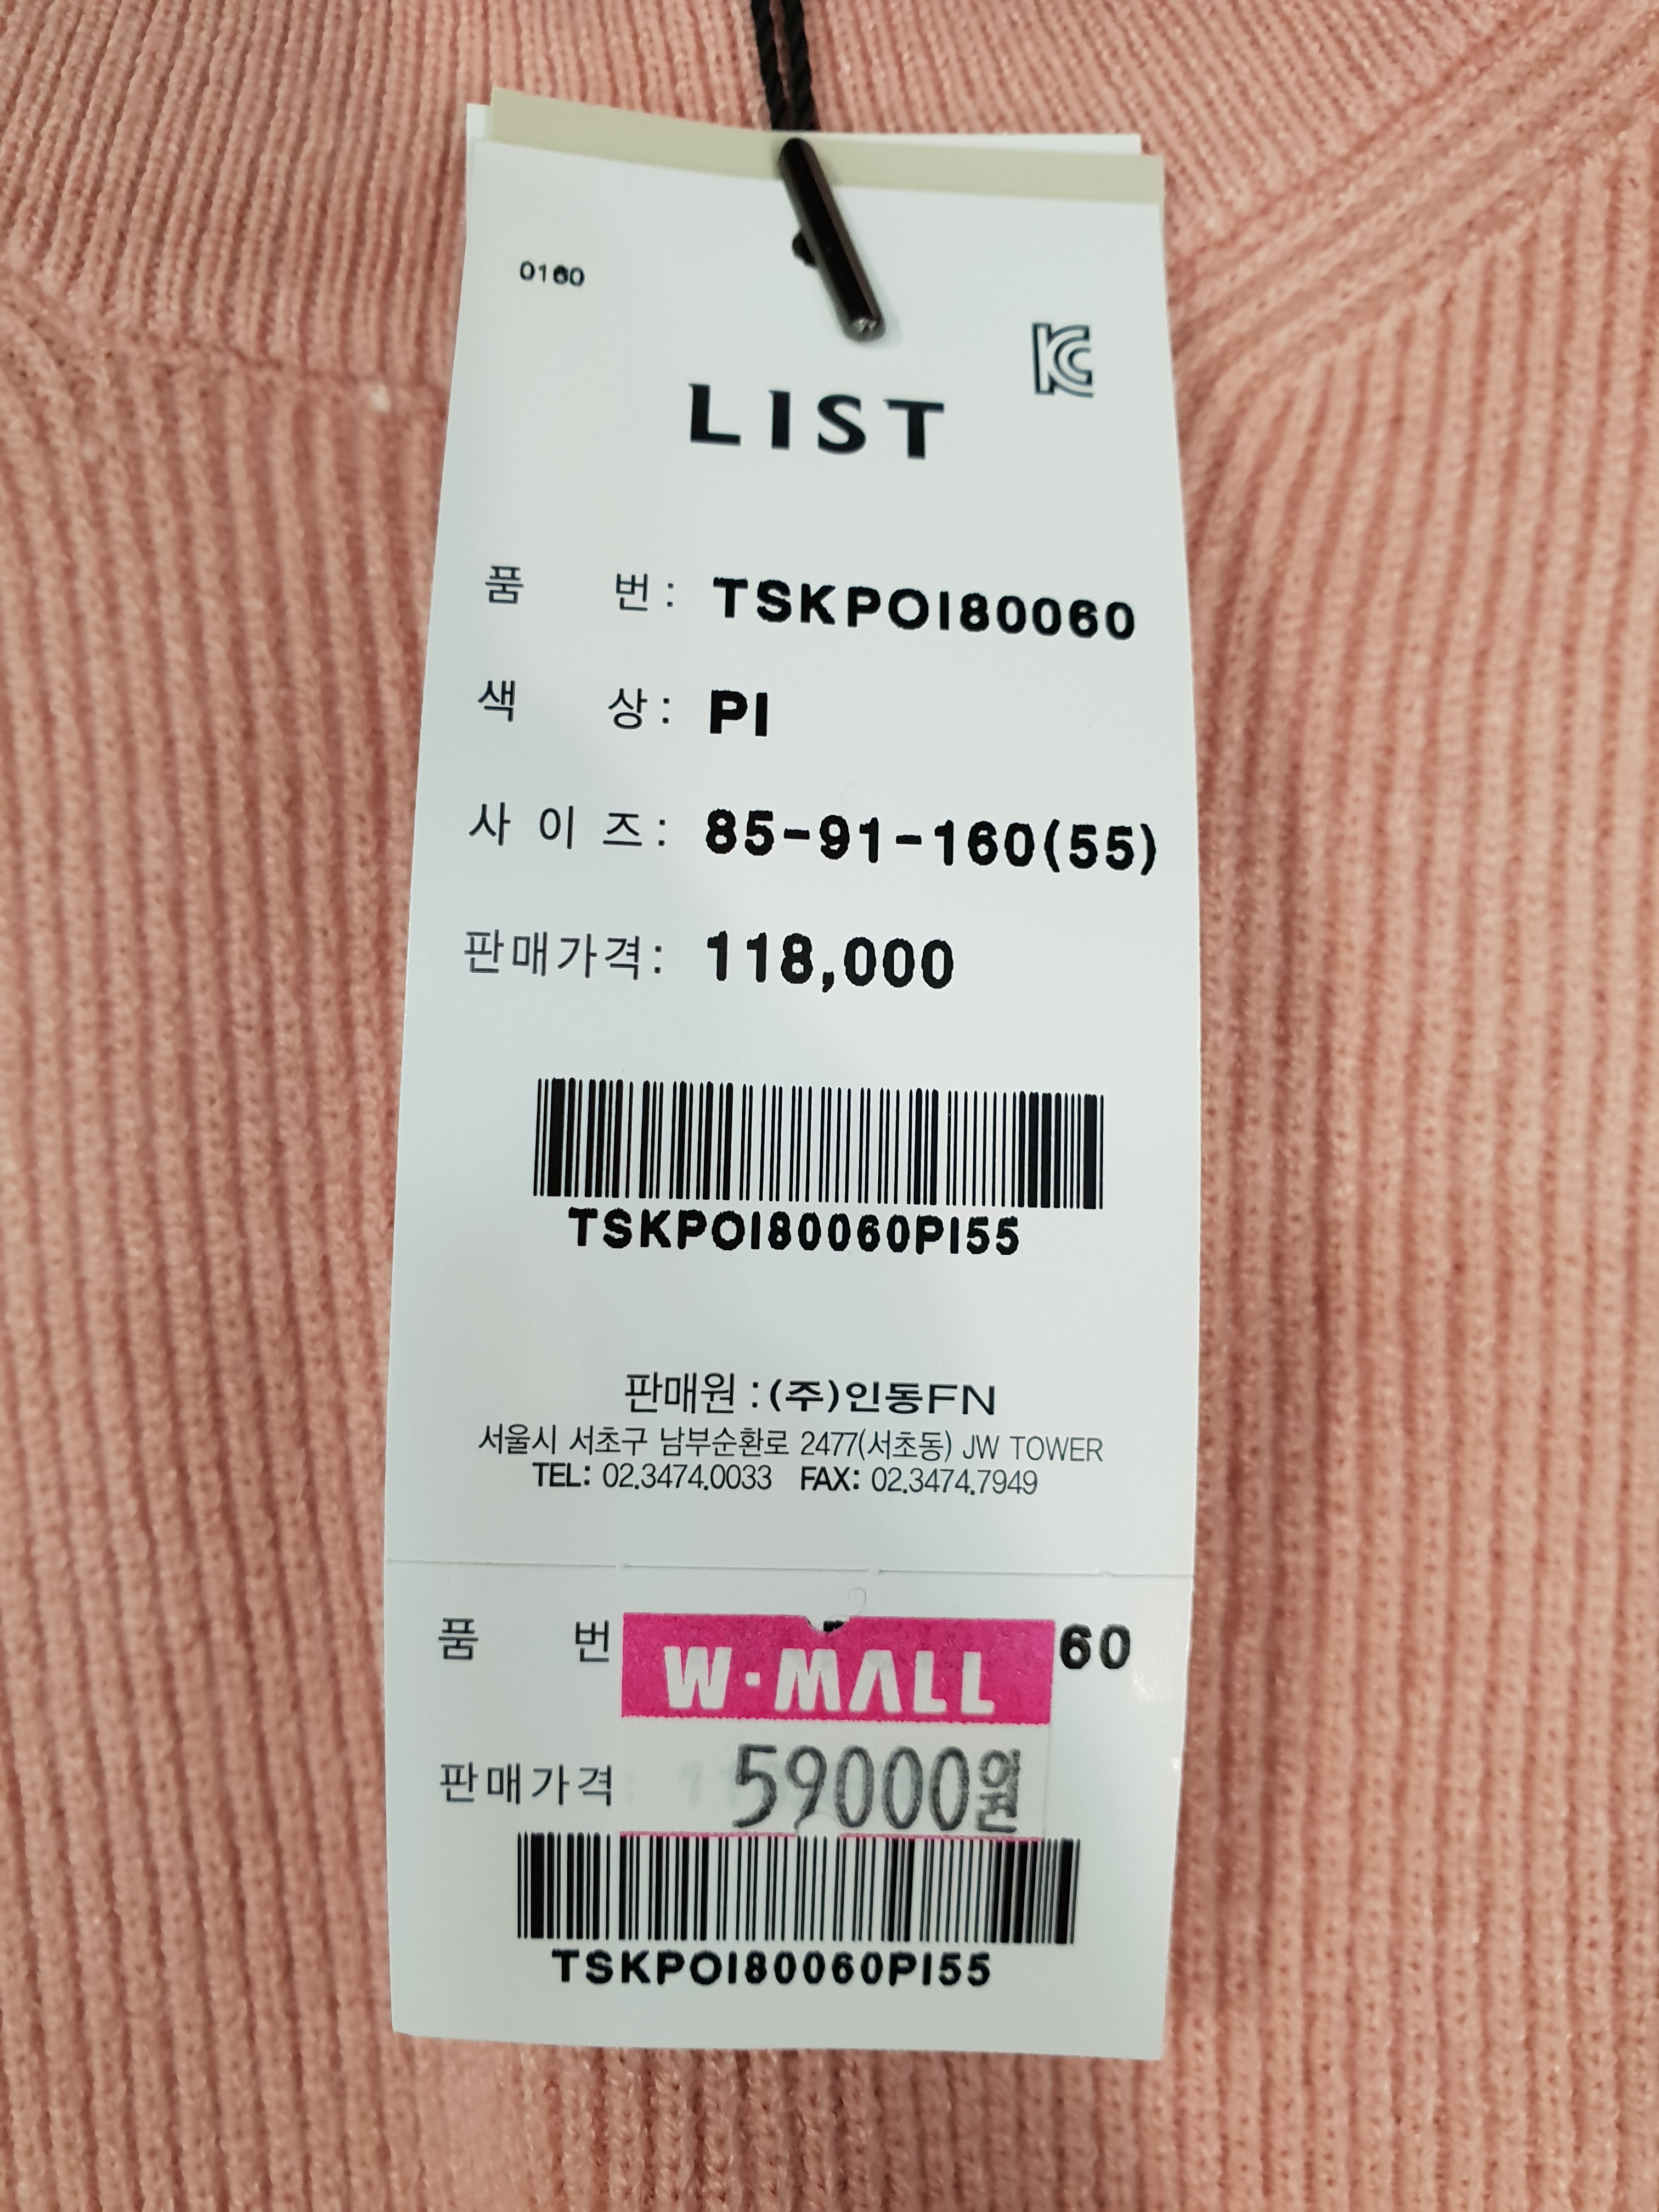 0160
KC
LIST
품 번: TSKPOI80060
색 상: PI
사이즈: 85-91-160(55)
판매가격: 118,000
TSKPOI80060PI55
판매원 : (주)인동FN
서울시 서초구 남부순환로 2477(서초동) JW TOWER
TEL: 02.3474.0033 FAX: 02.3474.7949
품 번 60
W·MALL
판매가격 59000원
TSKPOI80060PI55